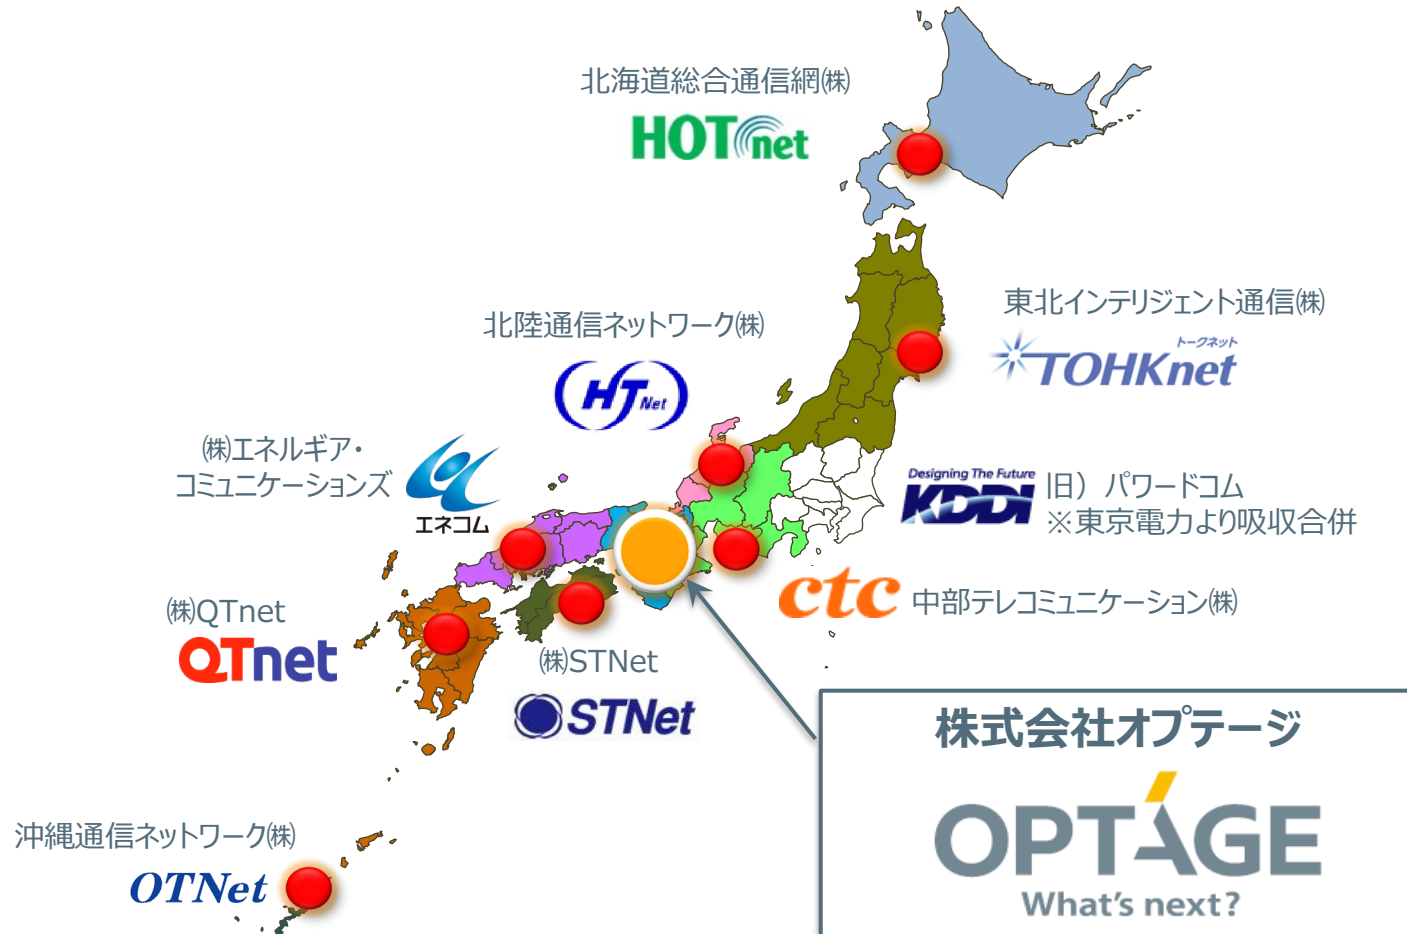 北海道総合通信網㈱
HOTnet
東北インテリジェント通信㈱
トークネット
TOHKnet
北陸通信ネットワーク㈱
HTNet
㈱エネルギア・
コミュニケーションズ
エネコム
Designing The Future
KDDI
旧） パワードコム
※東京電力より吸収合併
ctc
中部テレコミュニケーション㈱
㈱QTnet
QTnet
㈱STNet
STNet
株式会社オプテージ
OPTAGE
What's next?
沖縄通信ネットワーク㈱
OTNet